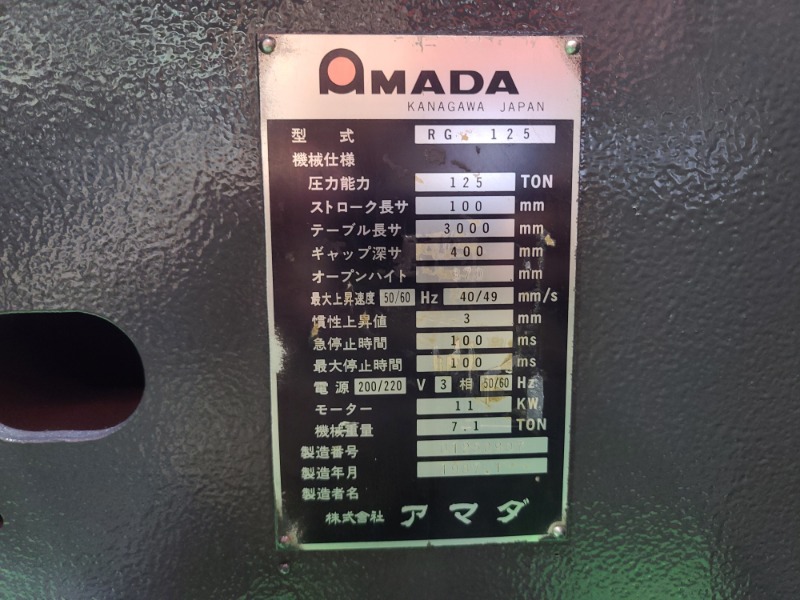 AMADA
KANAGAWA JAPAN
型式 RG 125
機械仕様
圧力能力 125 TON
ストローク長サ 100 mm
テーブル長サ 3000 mm
ギャップ深サ 400 mm
オープンハイト mm
最大上昇速度 50/60 Hz 40/49 mm/s
慣性上昇値 3 mm
急停止時間 100 ms
最大停止時間 100 ms
電源 200/220 V 3 相 50/60 Hz
モーター 11 KW
機械重量 7.1 TON
製造番号
製造年月
製造者名
株式會社 アマダ